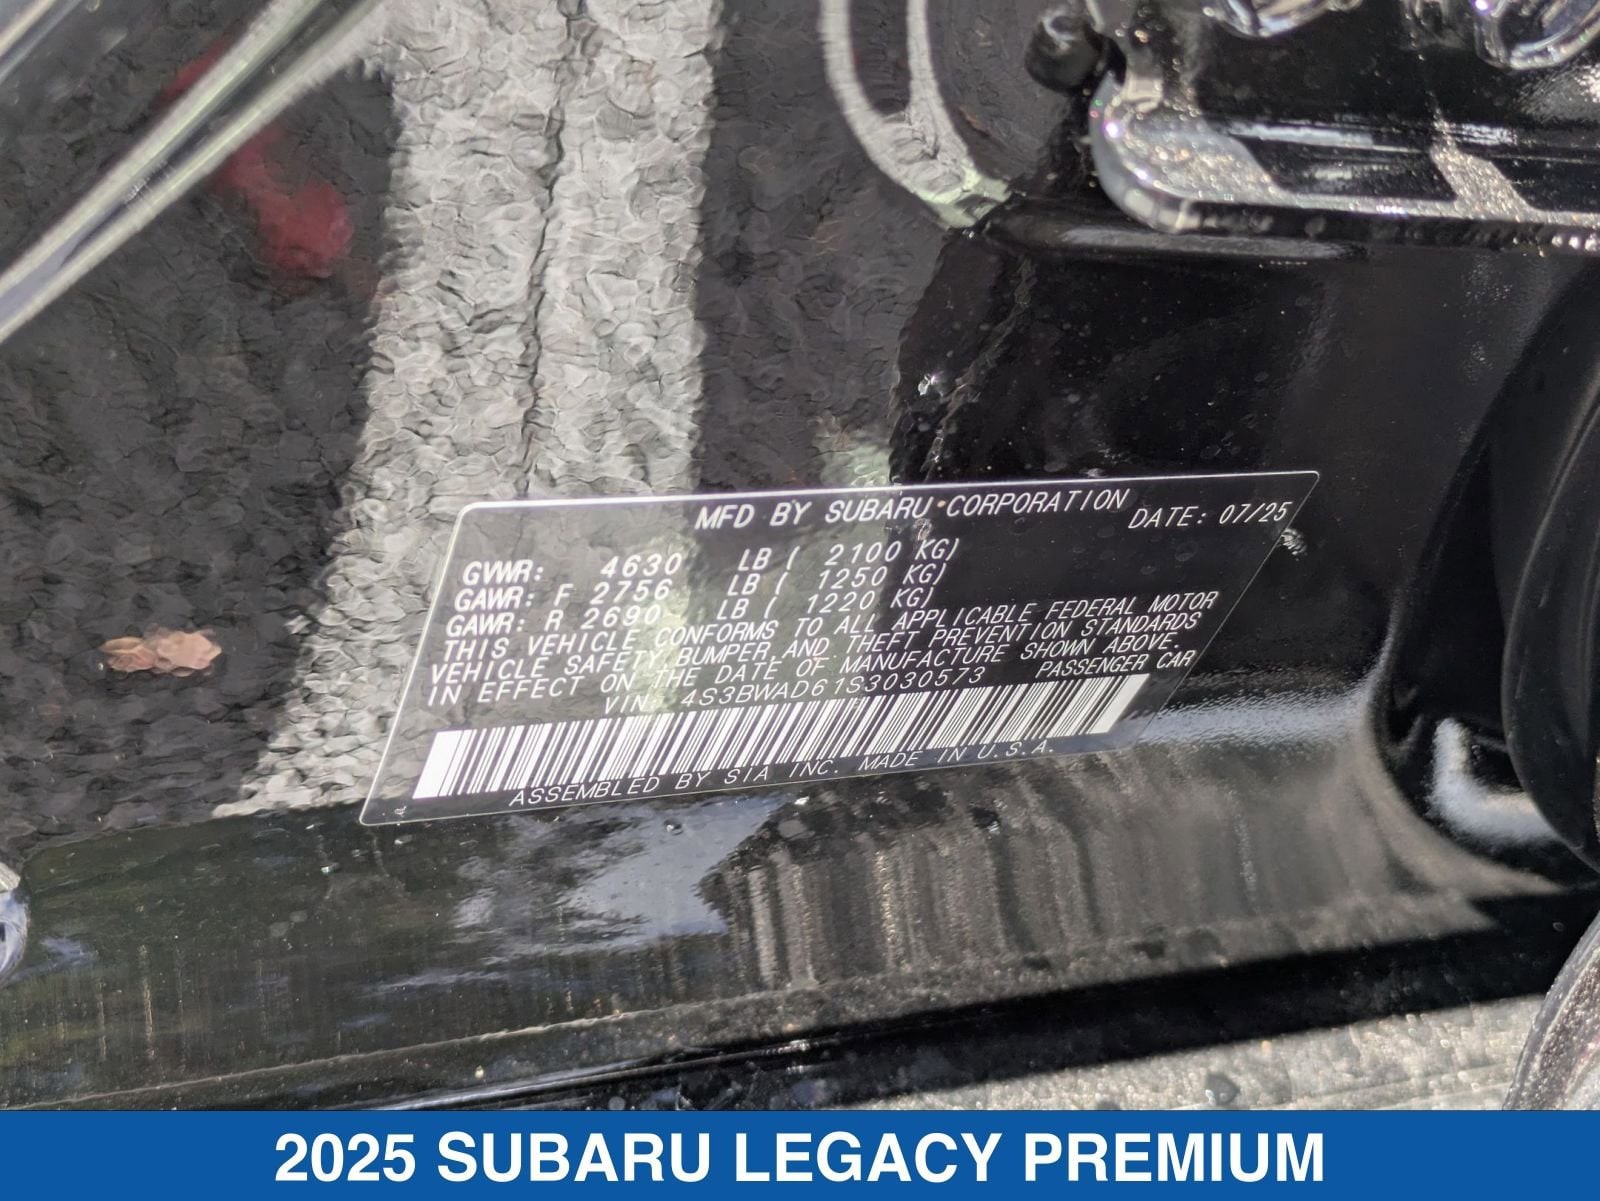 MFD BY SUBARU CORPORATION DATE: 07/25
GVWR: 4630 LB ( 2100 KG)
GAWR: F 2756 LB ( 1250 KG)
GAWR: R 2690 LB ( 1220 KG)
THIS VEHICLE CONFORMS TO ALL APPLICABLE FEDERAL MOTOR
VEHICLE SAFETY, BUMPER, AND THEFT PREVENTION STANDARDS
IN EFFECT ON THE DATE OF MANUFACTURE SHOWN ABOVE.
VIN: 4S3BWAD61S3030573 PASSENGER CAR
ASSEMBLED BY SIA INC. MADE IN U.S.A.
2025 SUBARU LEGACY PREMIUM